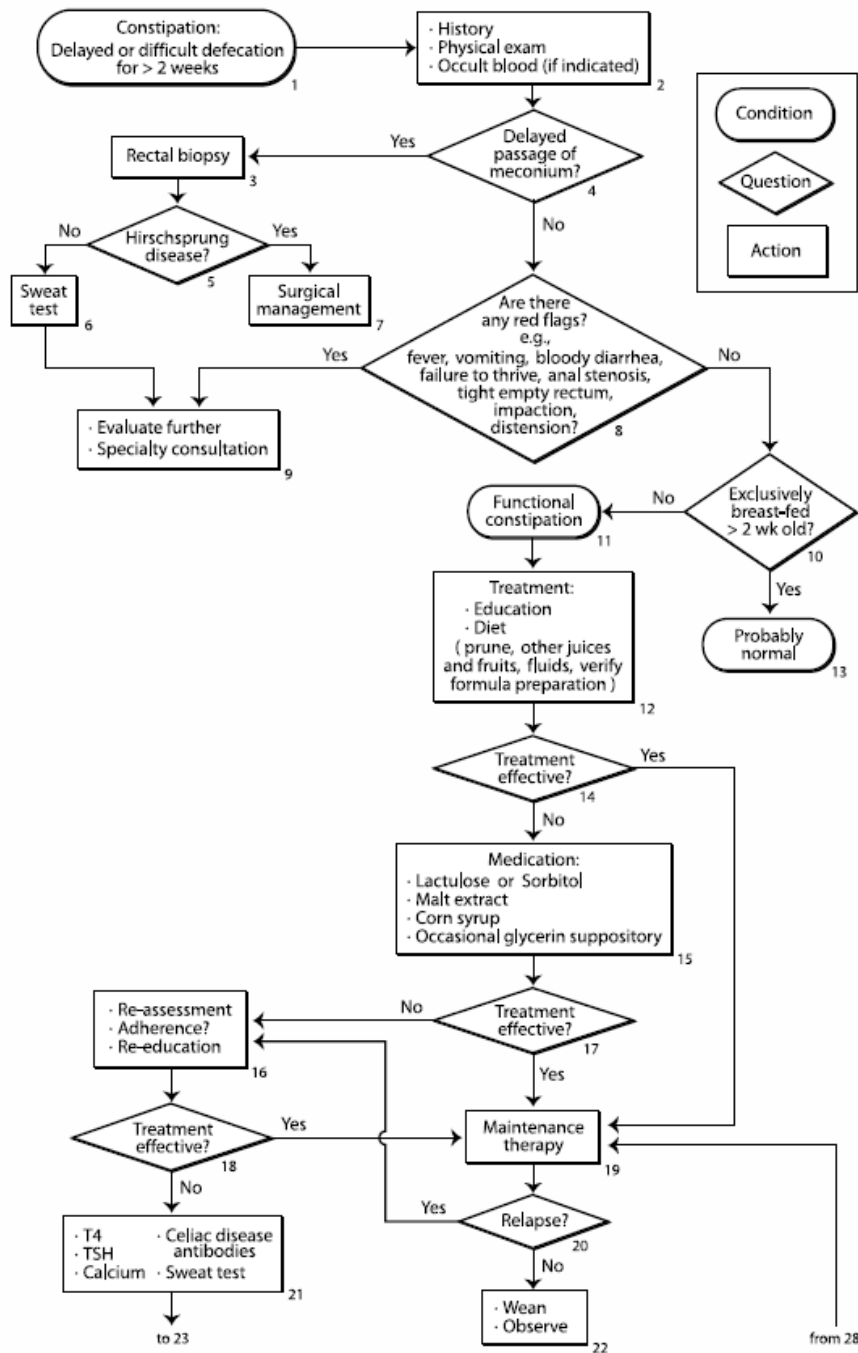 Constipation:
Delayed or difficult defecation
for > 2 weeks
1
· History
· Physical exam
· Occult blood (if indicated)
2
Condition
Question
Action
Delayed
passage of
meconium?
4
Yes
No
Rectal biopsy
3
Hirschsprung
disease?
5
No
Yes
Sweat
test
6
Surgical
management
7
Are there
any red flags?
e.g.,
fever, vomiting, bloody diarrhea,
failure to thrive, anal stenosis,
tight empty rectum,
impaction,
distension?
8
Yes
No
· Evaluate further
· Specialty consultation
9
Exclusively
breast-fed
> 2 wk old?
10
No
Yes
Functional
constipation
11
Probably
normal
13
Treatment:
· Education
· Diet
( prune, other juices
and fruits, fluids, verify
formula preparation )
12
Treatment
effective?
14
Yes
No
Medication:
· Lactulose or Sorbitol
· Malt extract
· Corn syrup
· Occasional glycerin suppository
15
Treatment
effective?
17
No
Yes
· Re-assessment
· Adherence?
· Re-education
16
Treatment
effective?
18
Yes
No
Maintenance
therapy
19
Relapse?
20
Yes
No
· T4
· TSH
· Calcium
· Celiac disease
antibodies
· Sweat test
21
· Wean
· Observe
22
to 23
from 28